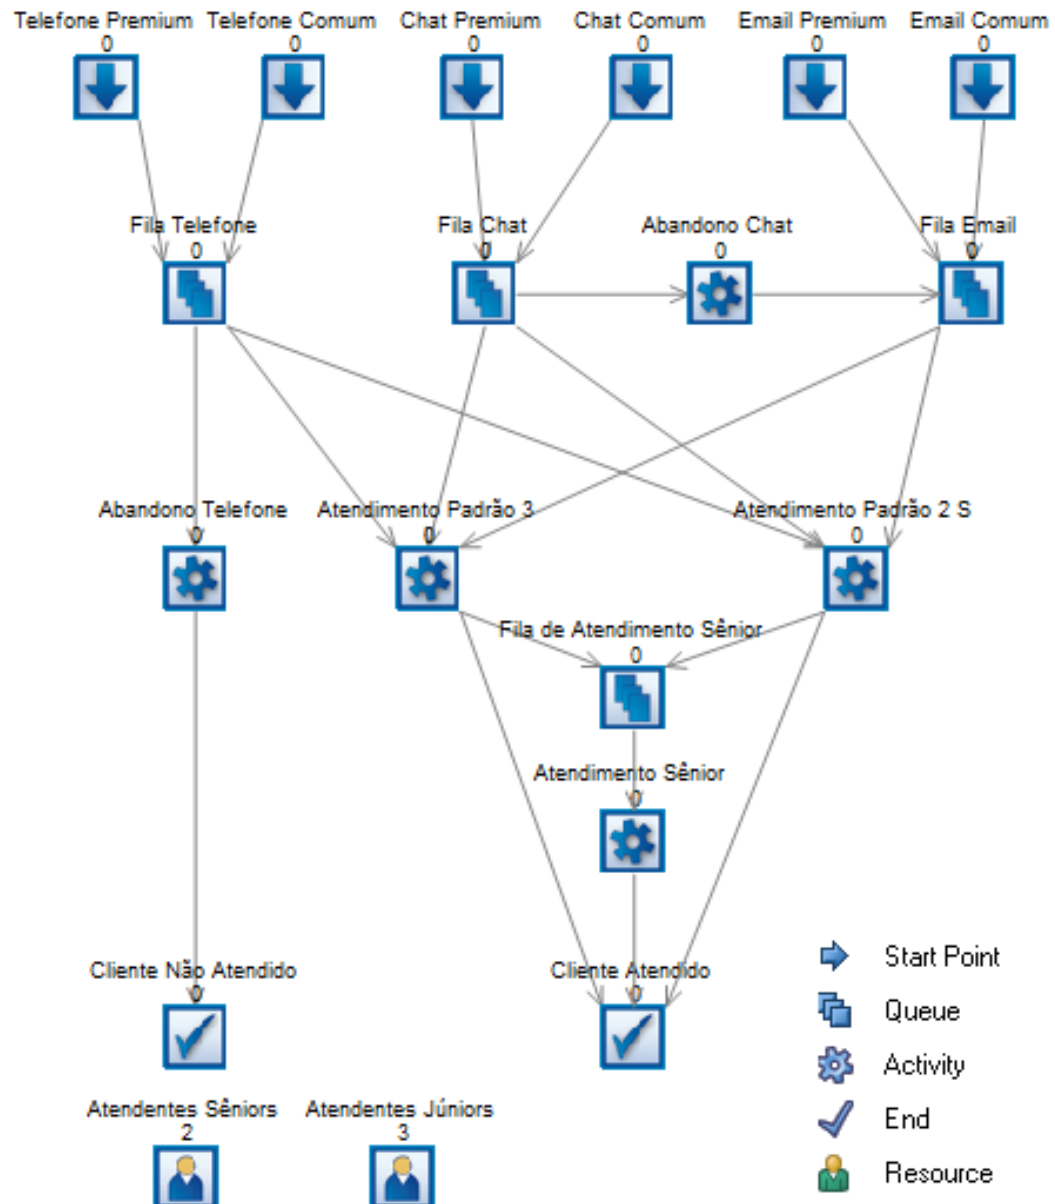 Telefone Premium
0
Telefone Comum
0
Chat Premium
0
Chat Comum
0
Email Premium
0
Email Comum
0
Fila Telefone
0
Fila Chat
0
Abandono Chat
0
Fila Email
0
Abandono Telefone
0
Atendimento Padrão 3
0
Atendimento Padrão 2 S
0
Fila de Atendimento Sênior
0
Atendimento Sênior
0
Cliente Não Atendido
0
Cliente Atendido
0
Atendentes Sêniors
2
Atendentes Júniors
3
Start Point
Queue
Activity
End
Resource